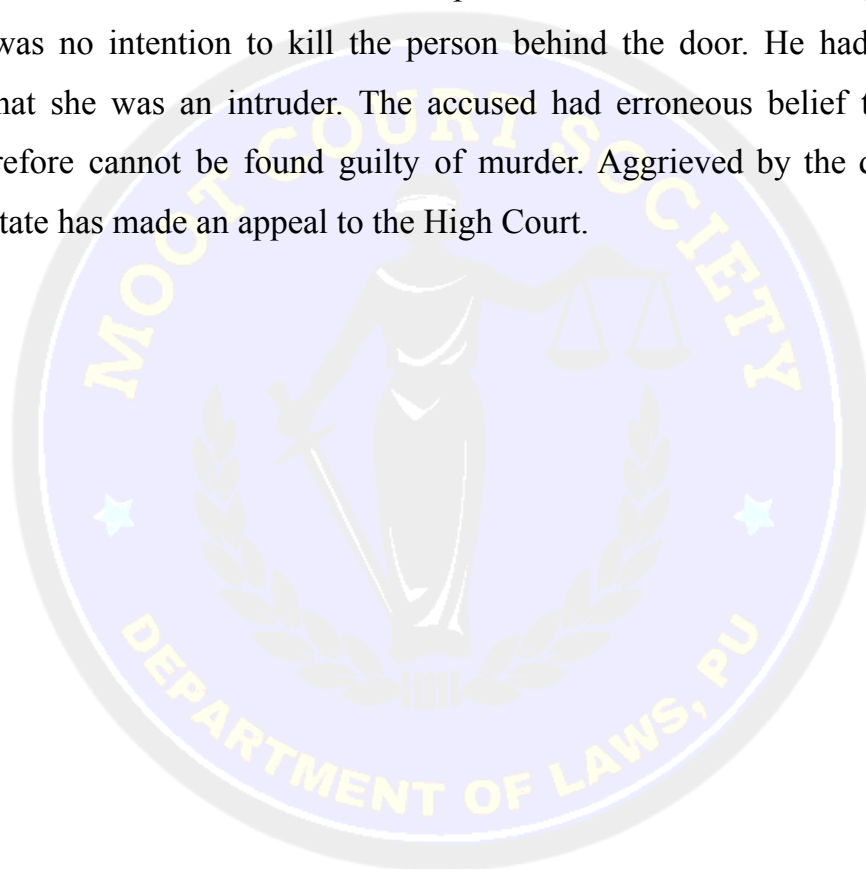 was no intention to kill the person behind the door. He had
hat she was an intruder. The accused had erroneous belief t
refore cannot be found guilty of murder. Aggrieved by the
tate has made an appeal to the High Court.
MOOT COURT SOCIETY
DEPARTMENT OF LAWS, PU